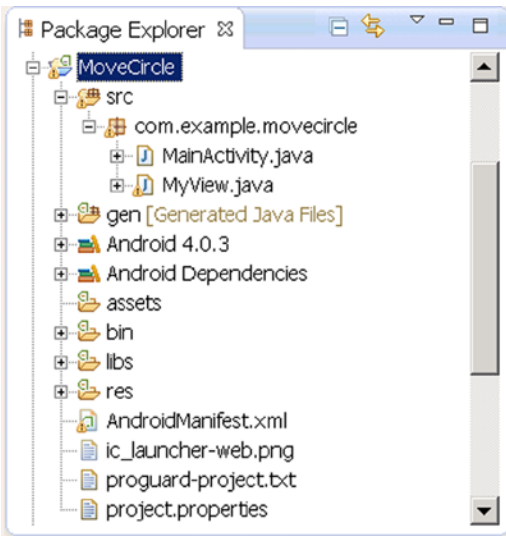 Package Explorer
MoveCircle
src
com.example.movecircle
MainActivity.java
MyView.java
gen [Generated Java Files]
Android 4.0.3
Android Dependencies
assets
bin
libs
res
AndroidManifest.xml
ic_launcher-web.png
proguard-project.txt
project.properties